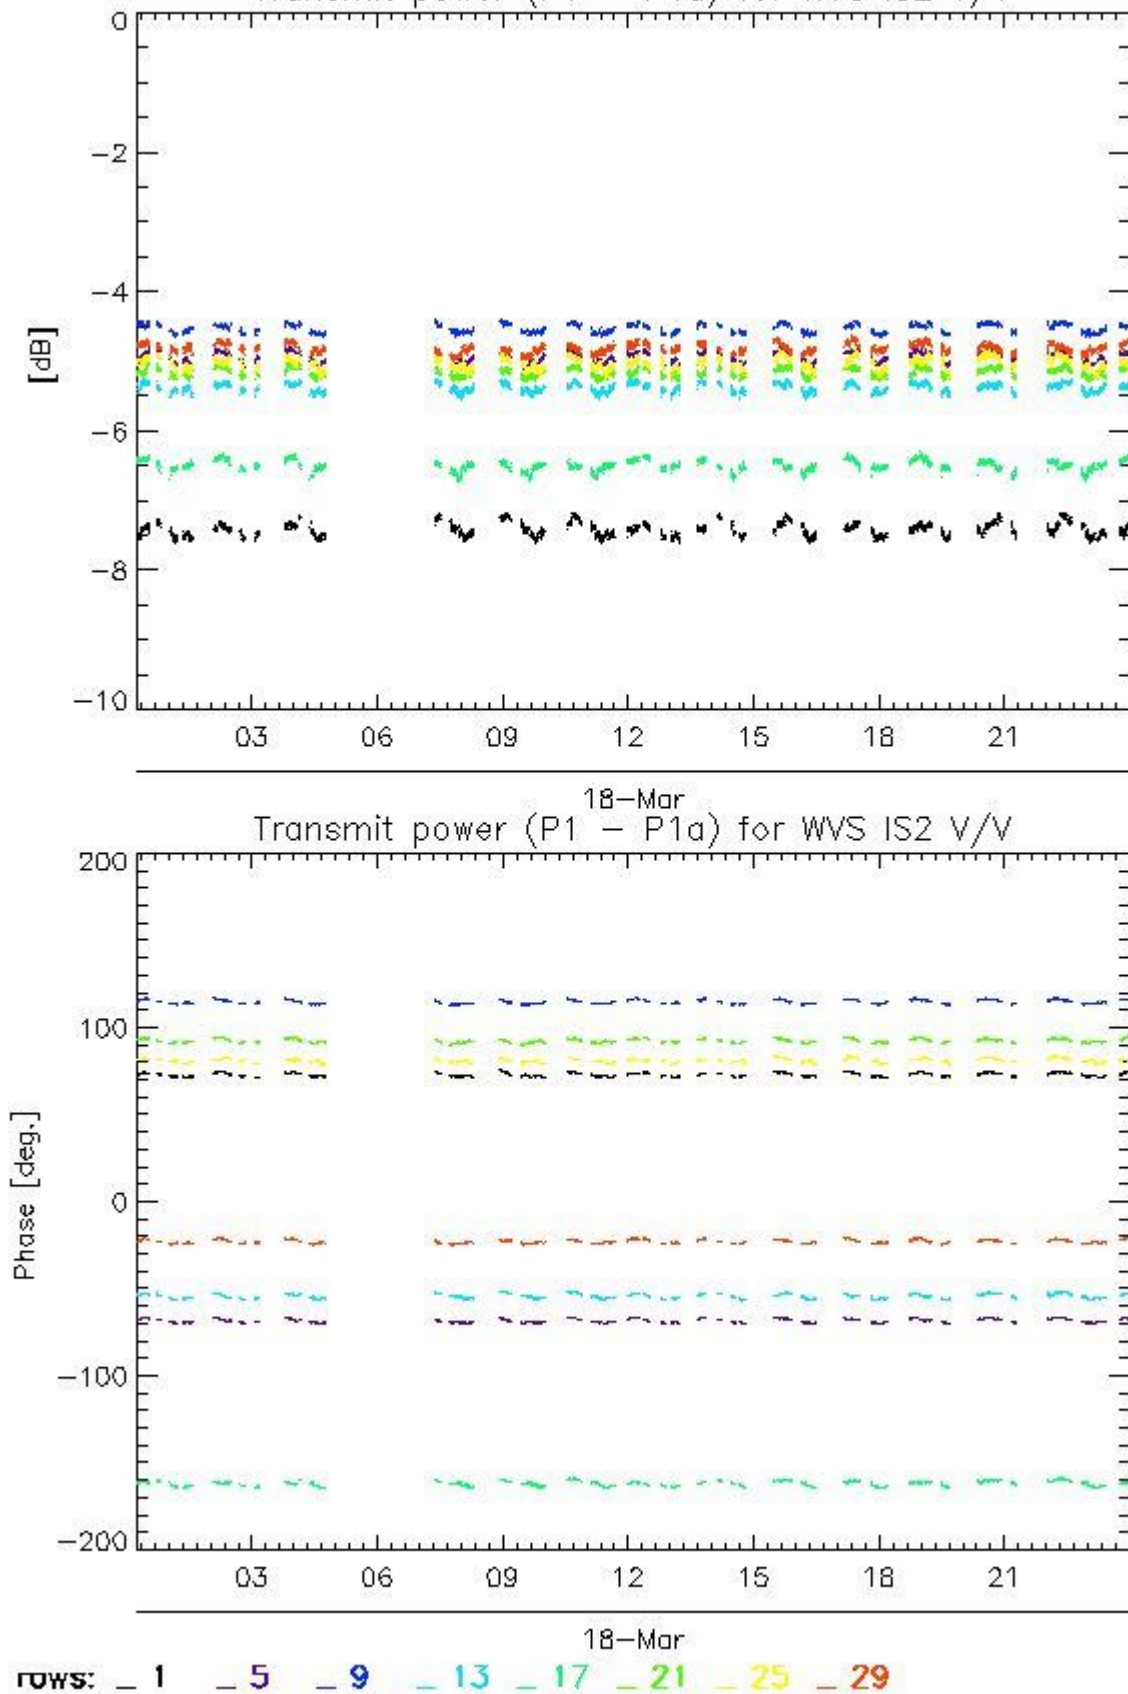 0
-2
-4
[dB]
-6
-8
-10
03 06 09 12 15 18 21
18-Mar
Transmit power (P1 - P1a) for WVS IS2 V/V
200
100
Phase [deg.]
0
-100
-200
03 06 09 12 15 18 21
18-Mar
rows: _ 1 _ 5 _ 9 _ 13 _ 17 _ 21 _ 25 _ 29